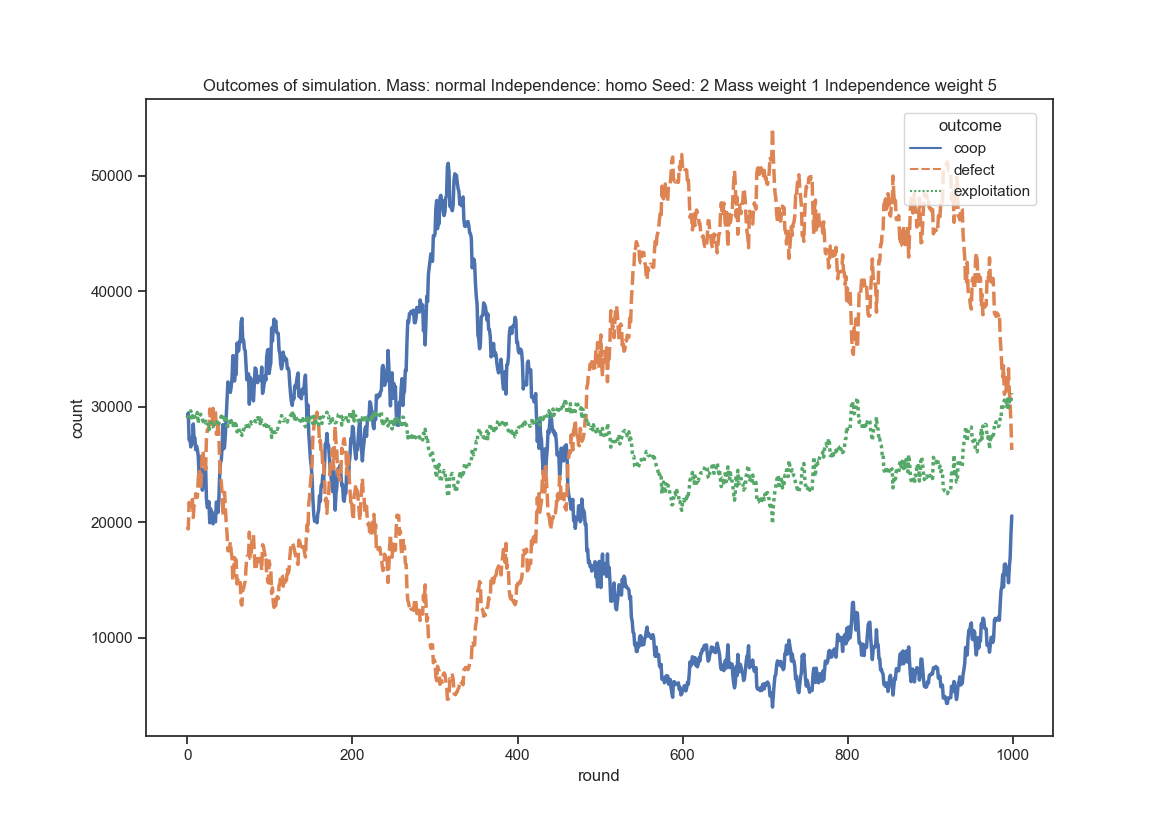 Outcomes of simulation. Mass: normal Independence: homo Seed: 2 Mass weight 1 Independence weight 5
outcome
coop
defect
exploitation
50000
40000
30000
20000
10000
count
0 200 400 600 800 1000
round